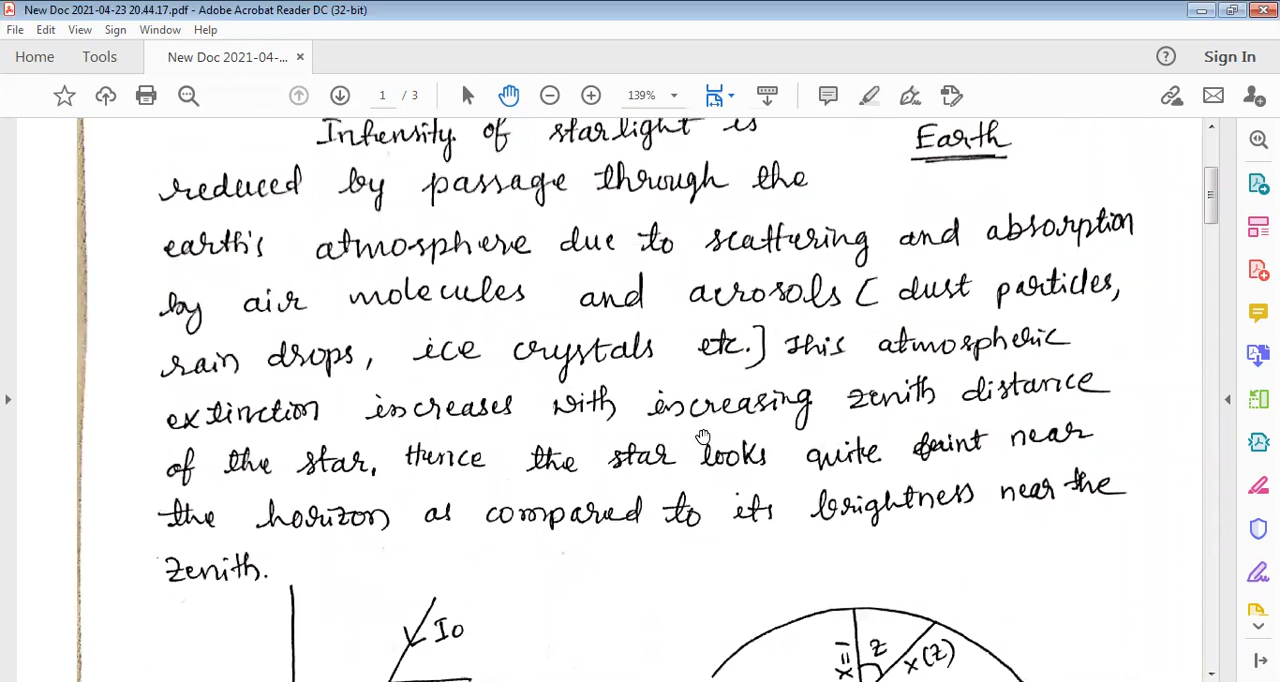 New Doc 2021-04-23 20.44.17.pdf - Adobe Acrobat Reader DC (32-bit)
File Edit View Sign Window Help
Home Tools New Doc 2021-04-... × Sign In
1 / 3 139%
Intensity of starlight is
Earth
reduced by passage through the
earth's atmosphere due to scattering and absorption
by air molecules and aerosols ( dust particles,
rain drops, ice crystals etc.] This atmospheric
extinction increases with increasing zenith distance
of the star, Hence the star looks quite faint near
the horizon as compared to its brightness near the
zenith.
I0
x=1 z x(z)